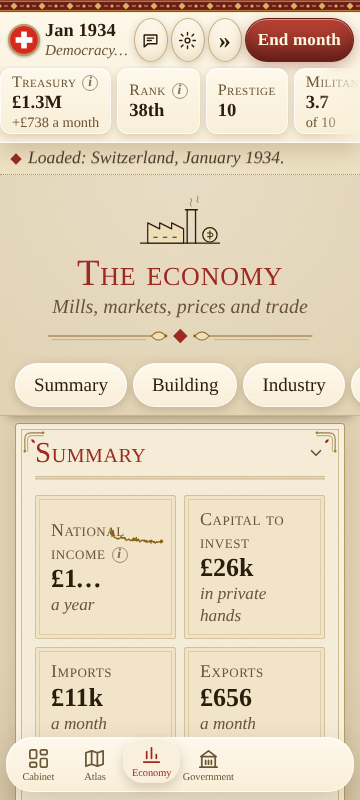 Jan 1934
Democracy...
»
End month
Treasury i
£1.3M
+£738 a month
Rank i
38th
Prestige
10
Militan
3.7
of 10
Loaded: Switzerland, January 1934.
The economy
Mills, markets, prices and trade
Summary
Building
Industry
Summary
National
income i
£1...
a year
Capital to
invest
£26k
in private
hands
Imports
£11k
a month
Exports
£656
a month
Cabinet
Atlas
Economy
Government